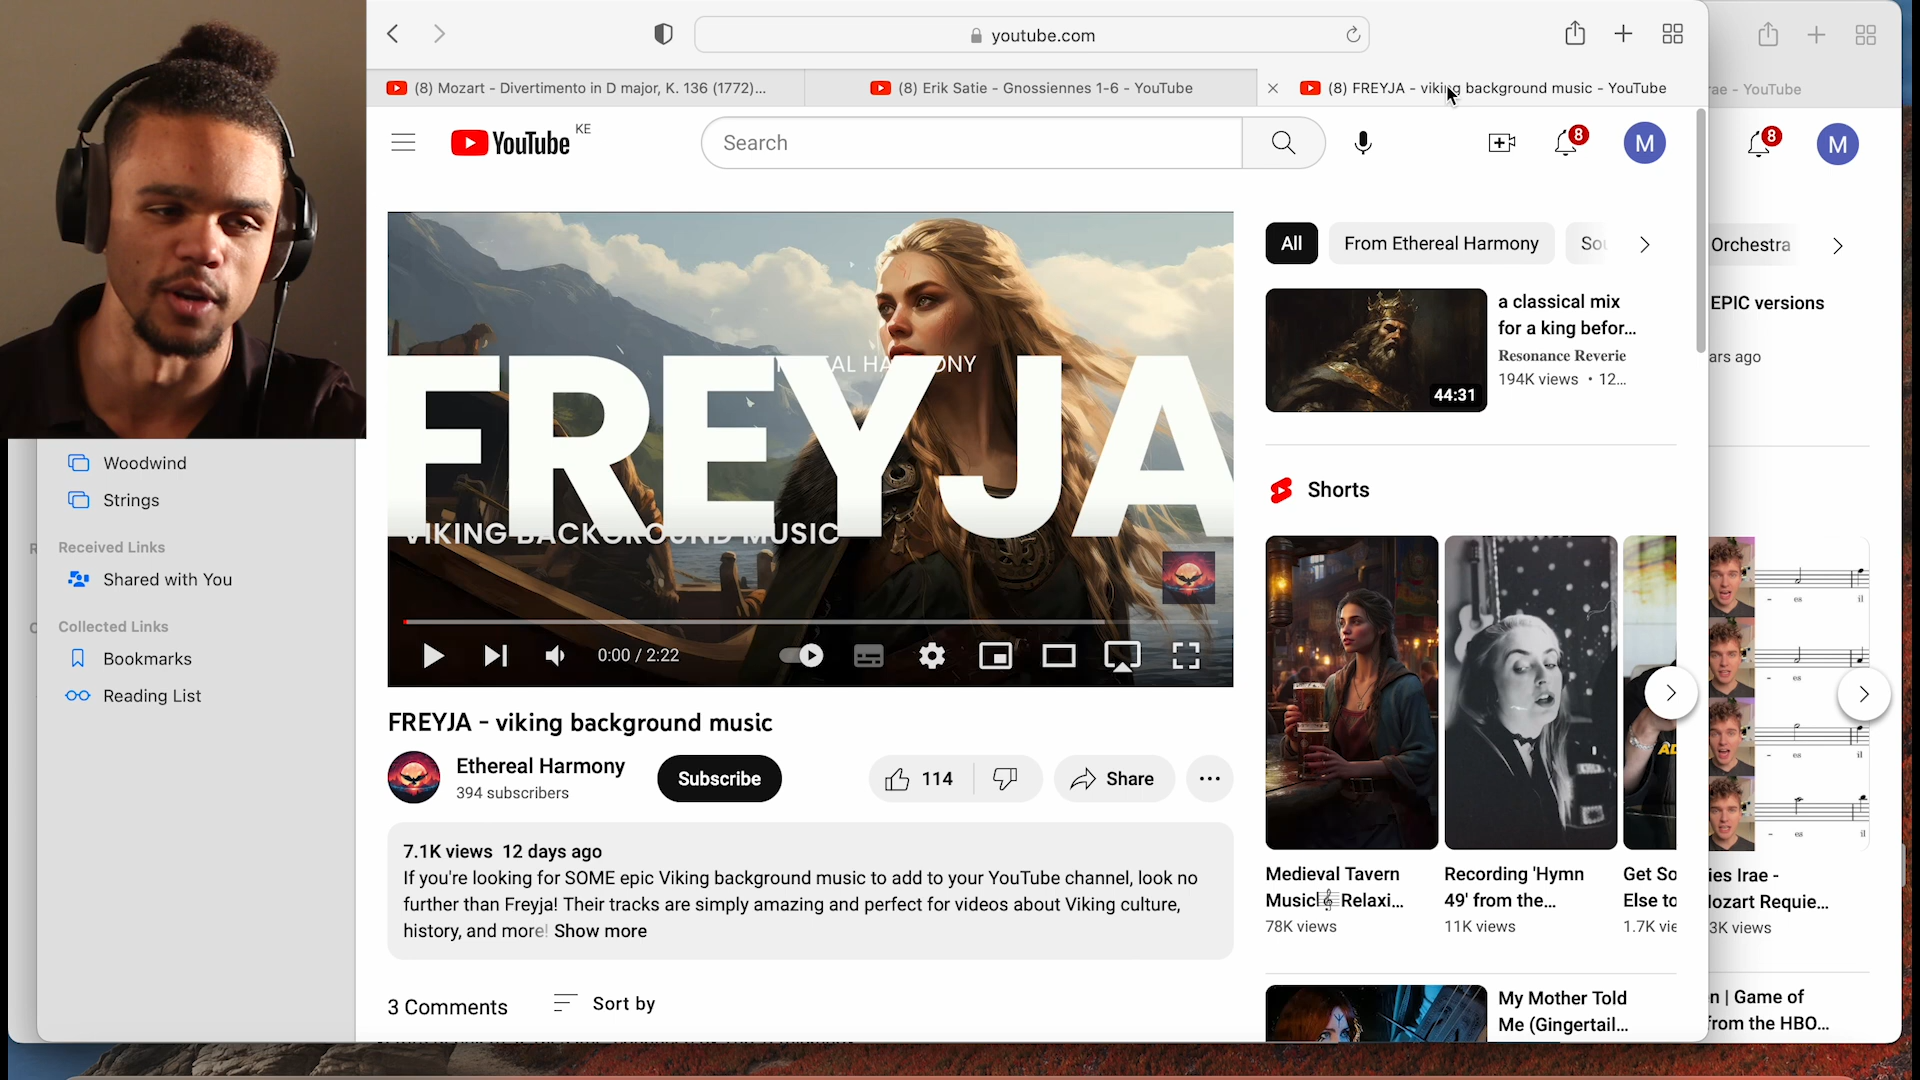 youtube.com
(8) Mozart - Divertimento in D major, K. 136 (1772)...
(8) Erik Satie - Gnossiennes 1-6 - YouTube
(8) FREYJA - viking background music - YouTube
rae - YouTube
YouTube KE
Search
8
M
8
M
All
From Ethereal Harmony
Orchestra
FREYJA
VIKING BACKGROUND MUSIC
a classical mix
for a king befor...
Resonance Reverie
194K views • 12...
44:31
EPIC versions
ars ago
Shorts
Woodwind
Strings
Received Links
Shared with You
Collected Links
Bookmarks
Reading List
0:00 / 2:22
FREYJA - viking background music
Ethereal Harmony
394 subscribers
Subscribe
114
Share
7.1K views 12 days ago
If you're looking for SOME epic Viking background music to add to your YouTube channel, look no
further than Freyja! Their tracks are simply amazing and perfect for videos about Viking culture,
history, and more! Show more
3 Comments
Sort by
Medieval Tavern
Music🎼Relaxi...
78K views
Recording 'Hymn
49' from the...
11K views
Get So
Else to
1.7K vie
ies Irae -
lozart Requie...
3K views
My Mother Told
Me (Gingertail...
n | Game of
from the HBO...